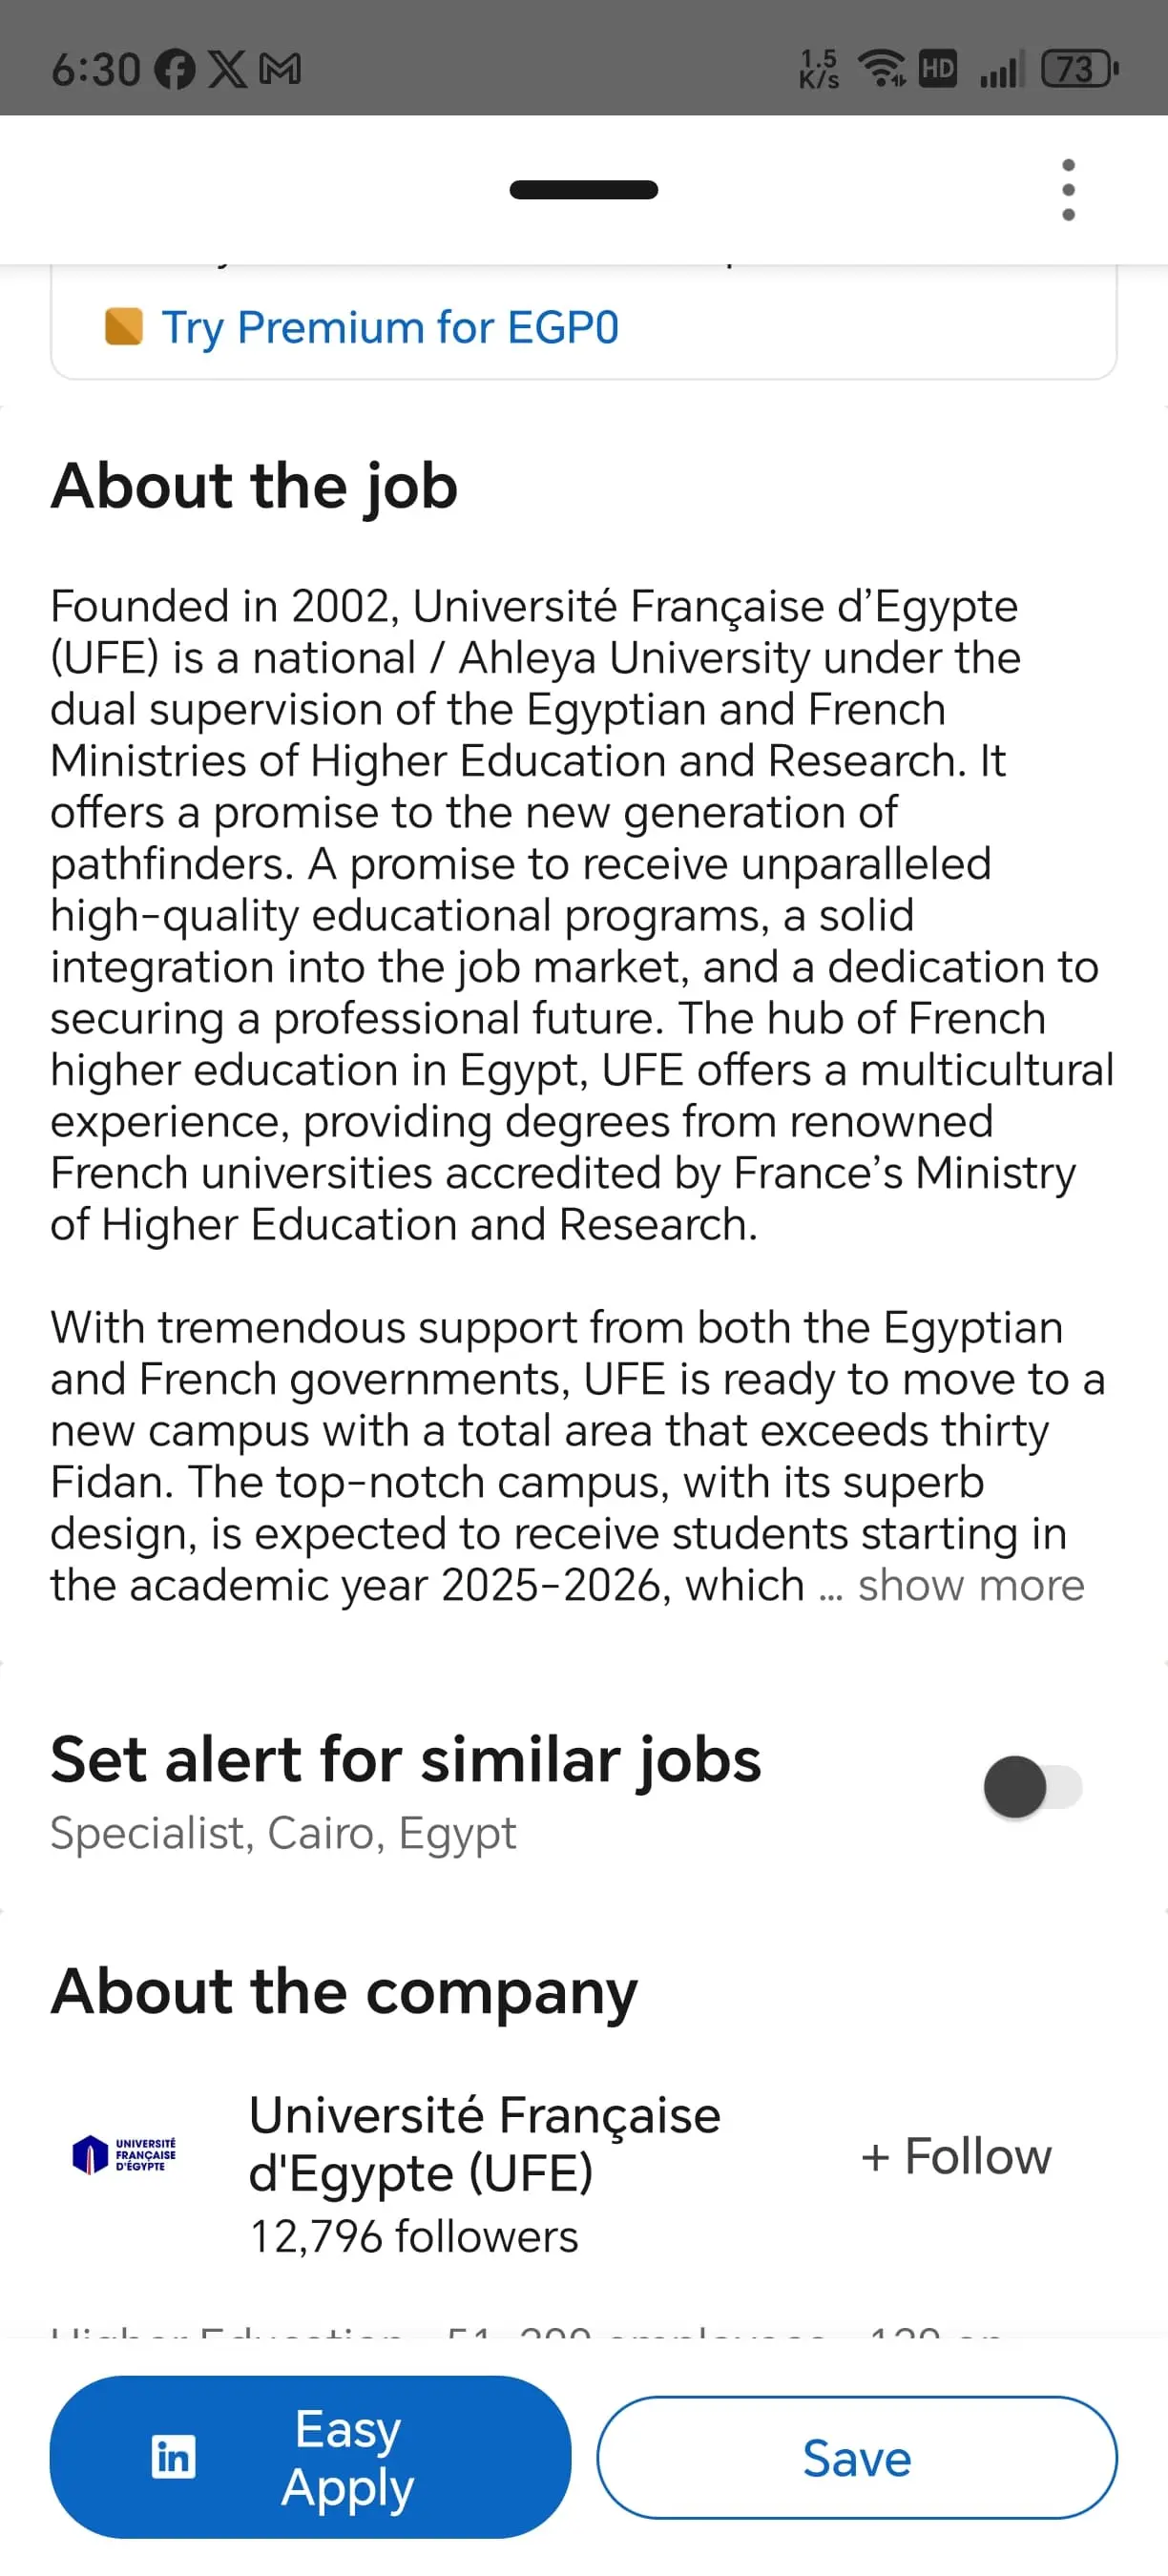 6:30
1.5
K/s
HD
73
Try Premium for EGP0
About the job
Founded in 2002, Université Française d’Egypte
(UFE) is a national / Ahleya University under the
dual supervision of the Egyptian and French
Ministries of Higher Education and Research. It
offers a promise to the new generation of
pathfinders. A promise to receive unparalleled
high-quality educational programs, a solid
integration into the job market, and a dedication to
securing a professional future. The hub of French
higher education in Egypt, UFE offers a multicultural
experience, providing degrees from renowned
French universities accredited by France’s Ministry
of Higher Education and Research.
With tremendous support from both the Egyptian
and French governments, UFE is ready to move to a
new campus with a total area that exceeds thirty
Fidan. The top-notch campus, with its superb
design, is expected to receive students starting in
the academic year 2025-2026, which ... show more
Set alert for similar jobs
Specialist, Cairo, Egypt
About the company
UNIVERSITÉ
FRANÇAISE
D'ÉGYPTE
Université Française
d'Egypte (UFE)
12,796 followers
+ Follow
in
Easy
Apply
Save